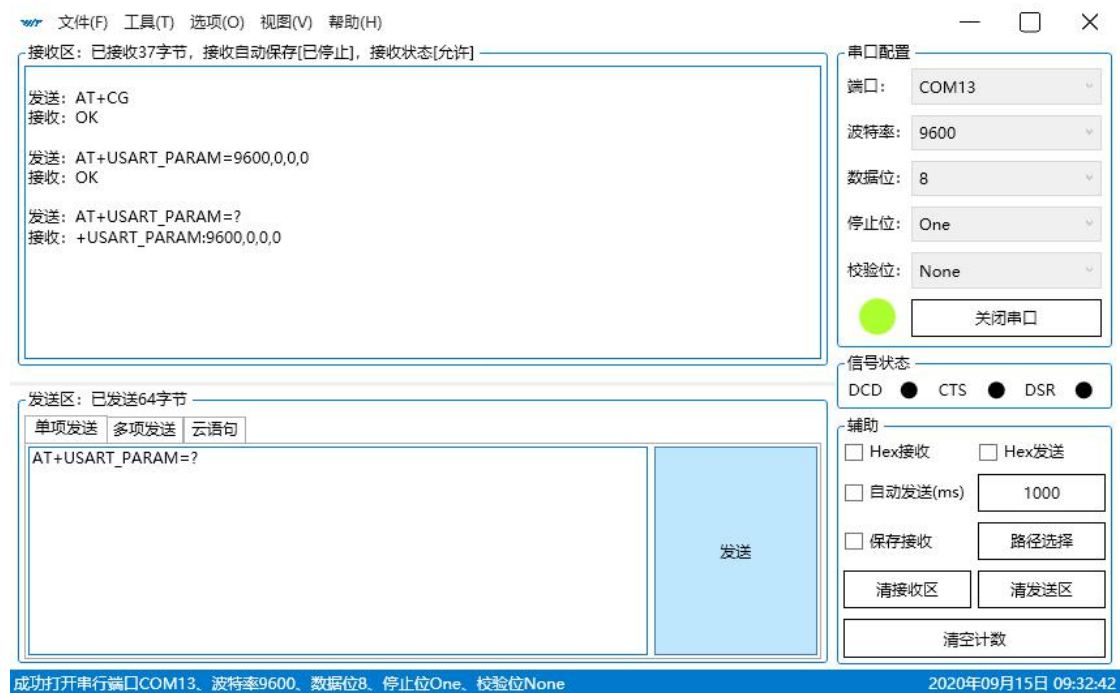 文件(F) 工具(T) 选项(O) 视图(V) 帮助(H)
接收区：已接收37字节，接收自动保存[已停止]，接收状态[允许]
发送：AT+CG
接收：OK
发送：AT+USART_PARAM=9600,0,0,0
接收：OK
发送：AT+USART_PARAM=?
接收：+USART_PARAM:9600,0,0,0
发送区：已发送64字节
单项发送 多项发送 云语句
AT+USART_PARAM=?
发送
串口配置
端口： COM13
波特率： 9600
数据位： 8
停止位： One
校验位： None
关闭串口
信号状态
DCD CTS DSR
辅助
Hex接收 Hex发送
自动发送(ms) 1000
保存接收 路径选择
清接收区 清发送区
清空计数
成功打开串行端口COM13、波特率9600、数据位8、停止位One、校验位None 2020年09月15日 09:32:42